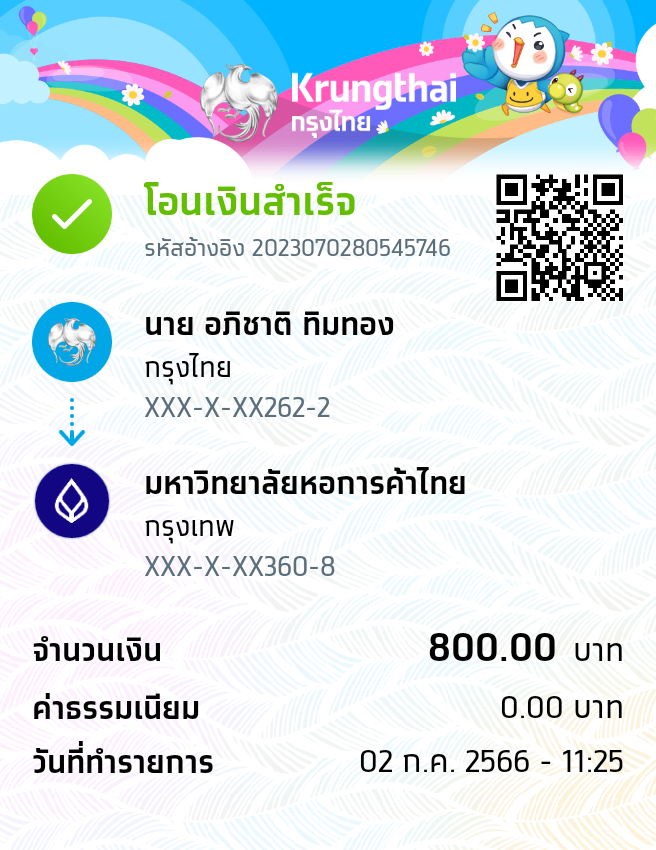 Krungthai
กรุงไทย
โอนเงินสำเร็จ
รหัสอ้างอิง 2023070280545746
นาย อภิชาติ ทิมทอง
กรุงไทย
XXX-X-XX262-2
มหาวิทยาลัยหอการค้าไทย
กรุงเทพ
XXX-X-XX360-8
จำนวนเงิน 800.00 บาท
ค่าธรรมเนียม 0.00 บาท
วันที่ทำรายการ 02 ก.ค. 2566 - 11:25